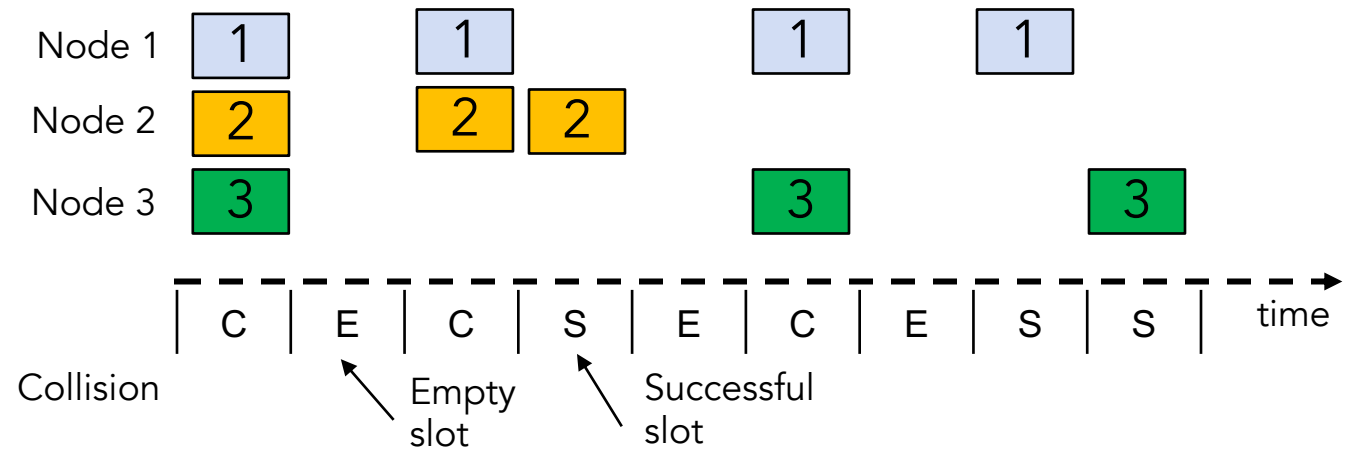 Node 1 1 1 1 1
Node 2 2 2 2
Node 3 3 3 3
C E C S E C E S S time
Collision
Empty
slot
Successful
slot